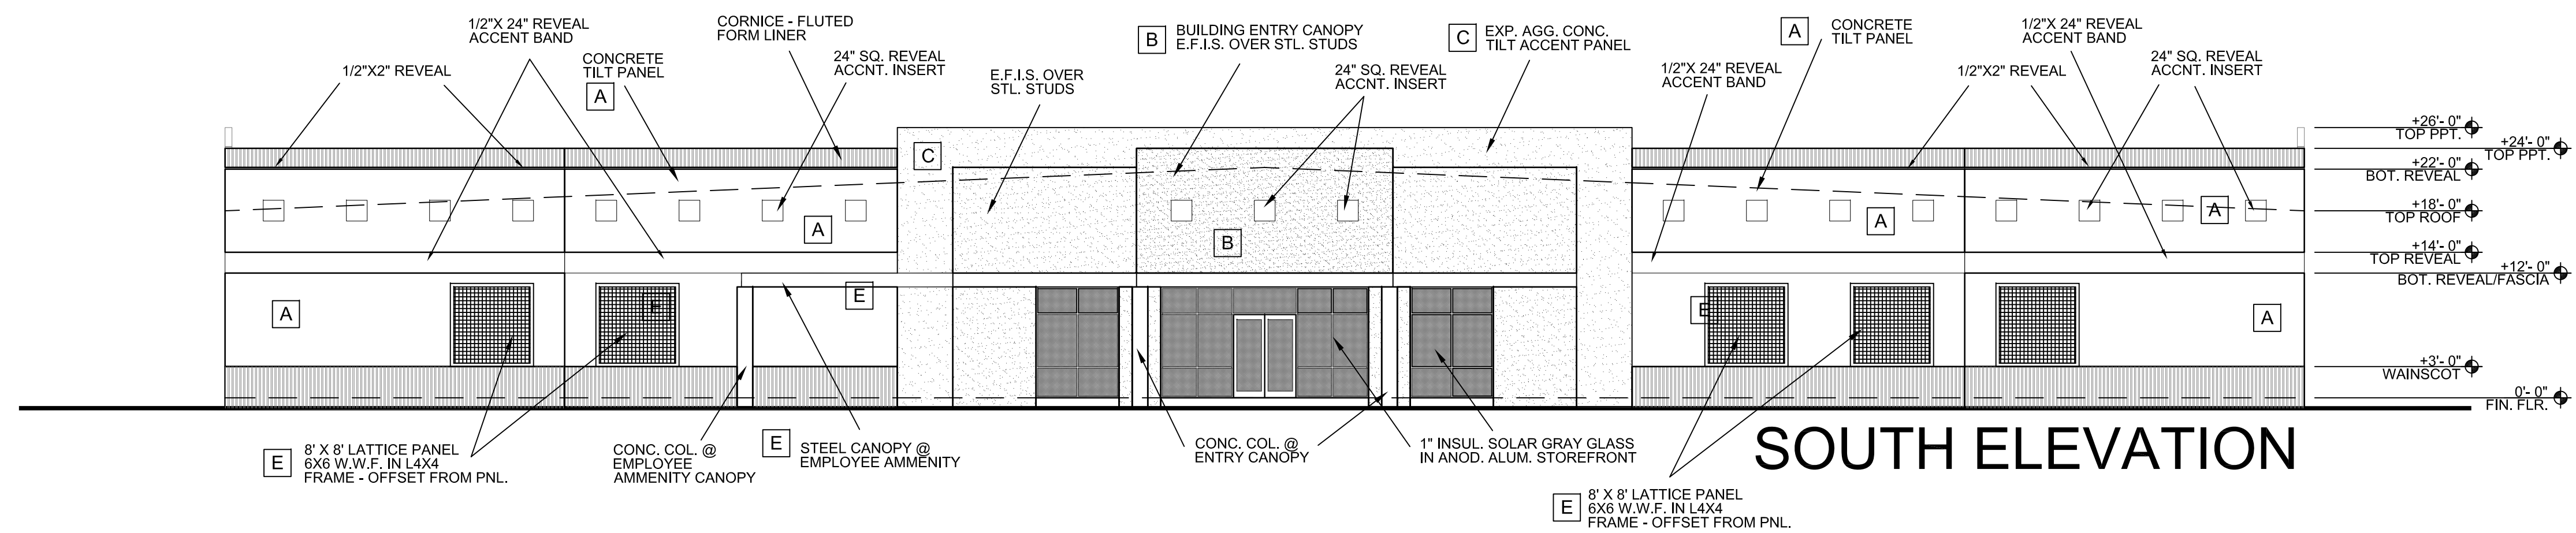 1/2"X 24" REVEAL
ACCENT BAND
CORNICE - FLUTED
FORM LINER
1/2"X2" REVEAL
CONCRETE
TILT PANEL
A
24" SQ. REVEAL
ACCNT. INSERT
E.F.I.S. OVER
STL. STUDS
B
BUILDING ENTRY CANOPY
E.F.I.S. OVER STL. STUDS
24" SQ. REVEAL
ACCNT. INSERT
C
EXP. AGG. CONC.
TILT ACCENT PANEL
1/2"X 24" REVEAL
ACCENT BAND
A
CONCRETE
TILT PANEL
1/2"X2" REVEAL
1/2"X 24" REVEAL
ACCENT BAND
24" SQ. REVEAL
ACCNT. INSERT
+26'- 0"
TOP PPT.
+24'- 0"
TOP PPT.
+22'- 0"
BOT. REVEAL
+18'- 0"
TOP ROOF
+14'- 0"
TOP REVEAL
+12'- 0"
BOT. REVEAL/FASCIA
+3'- 0"
WAINSCOT
0'- 0"
FIN. FLR.
C
A
B
A
A
A
E
E
E
A
E
8' X 8' LATTICE PANEL
6X6 W.W.F. IN L4X4
FRAME - OFFSET FROM PNL.
CONC. COL. @
EMPLOYEE
AMMENITY CANOPY
E
STEEL CANOPY @
EMPLOYEE AMMENITY
CONC. COL. @
ENTRY CANOPY
1" INSUL. SOLAR GRAY GLASS
IN ANOD. ALUM. STOREFRONT
SOUTH ELEVATION
E
8' X 8' LATTICE PANEL
6X6 W.W.F. IN L4X4
FRAME - OFFSET FROM PNL.